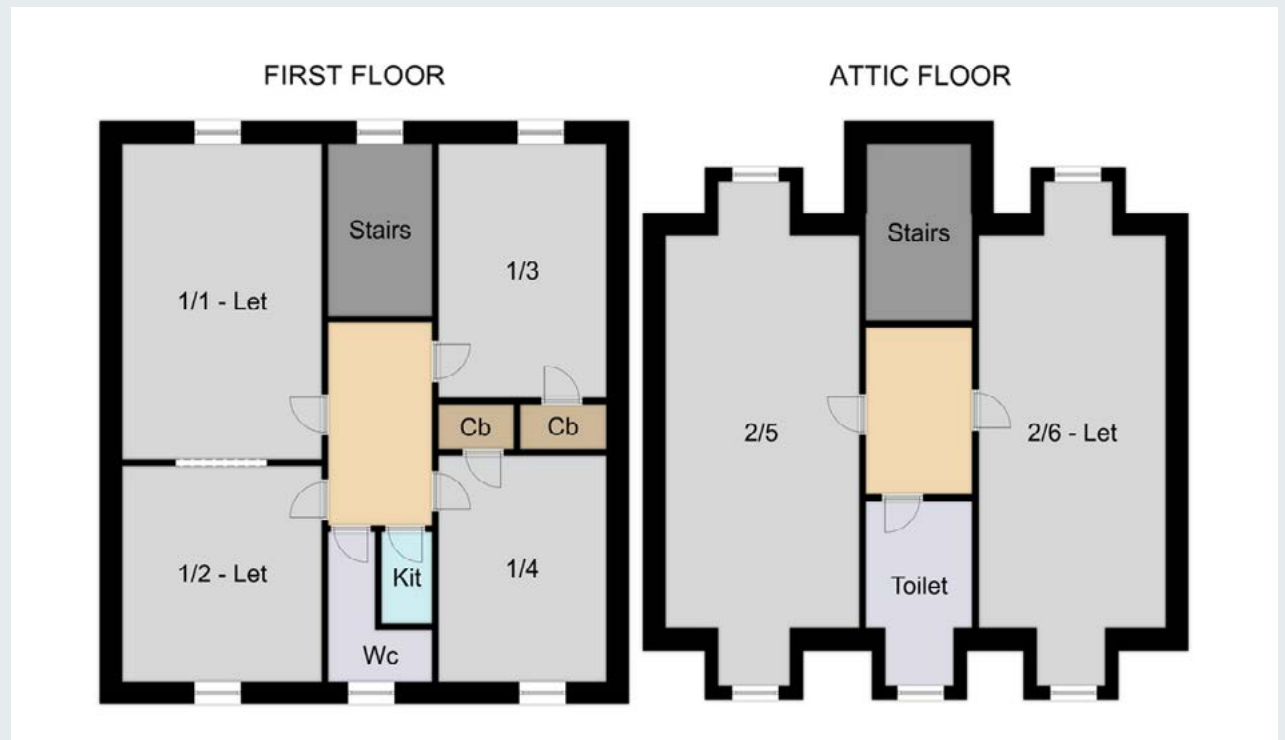 FIRST FLOOR
ATTIC FLOOR
Stairs
1/1 - Let
1/3
Cb
Cb
1/2 - Let
Kit
1/4
Wc
Stairs
2/5
2/6 - Let
Toilet